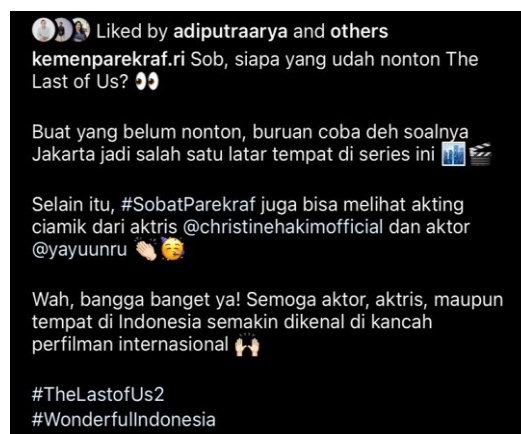 Liked by adiputraarya and others
kemenparekraf.ri Sob, siapa yang udah nonton The
Last of Us? 👀
Buat yang belum nonton, buruan coba deh soalnya
Jakarta jadi salah satu latar tempat di series ini 🏙️🎬
Selain itu, #SobatParekraf juga bisa melihat akting
ciamik dari aktris @christinehakimofficial dan aktor
@yayuunru 👏🏻🥳
Wah, bangga banget ya! Semoga aktor, aktris, maupun
tempat di Indonesia semakin dikenal di kancah
perfilman internasional 🙌🏻
#TheLastofUs2
#WonderfulIndonesia